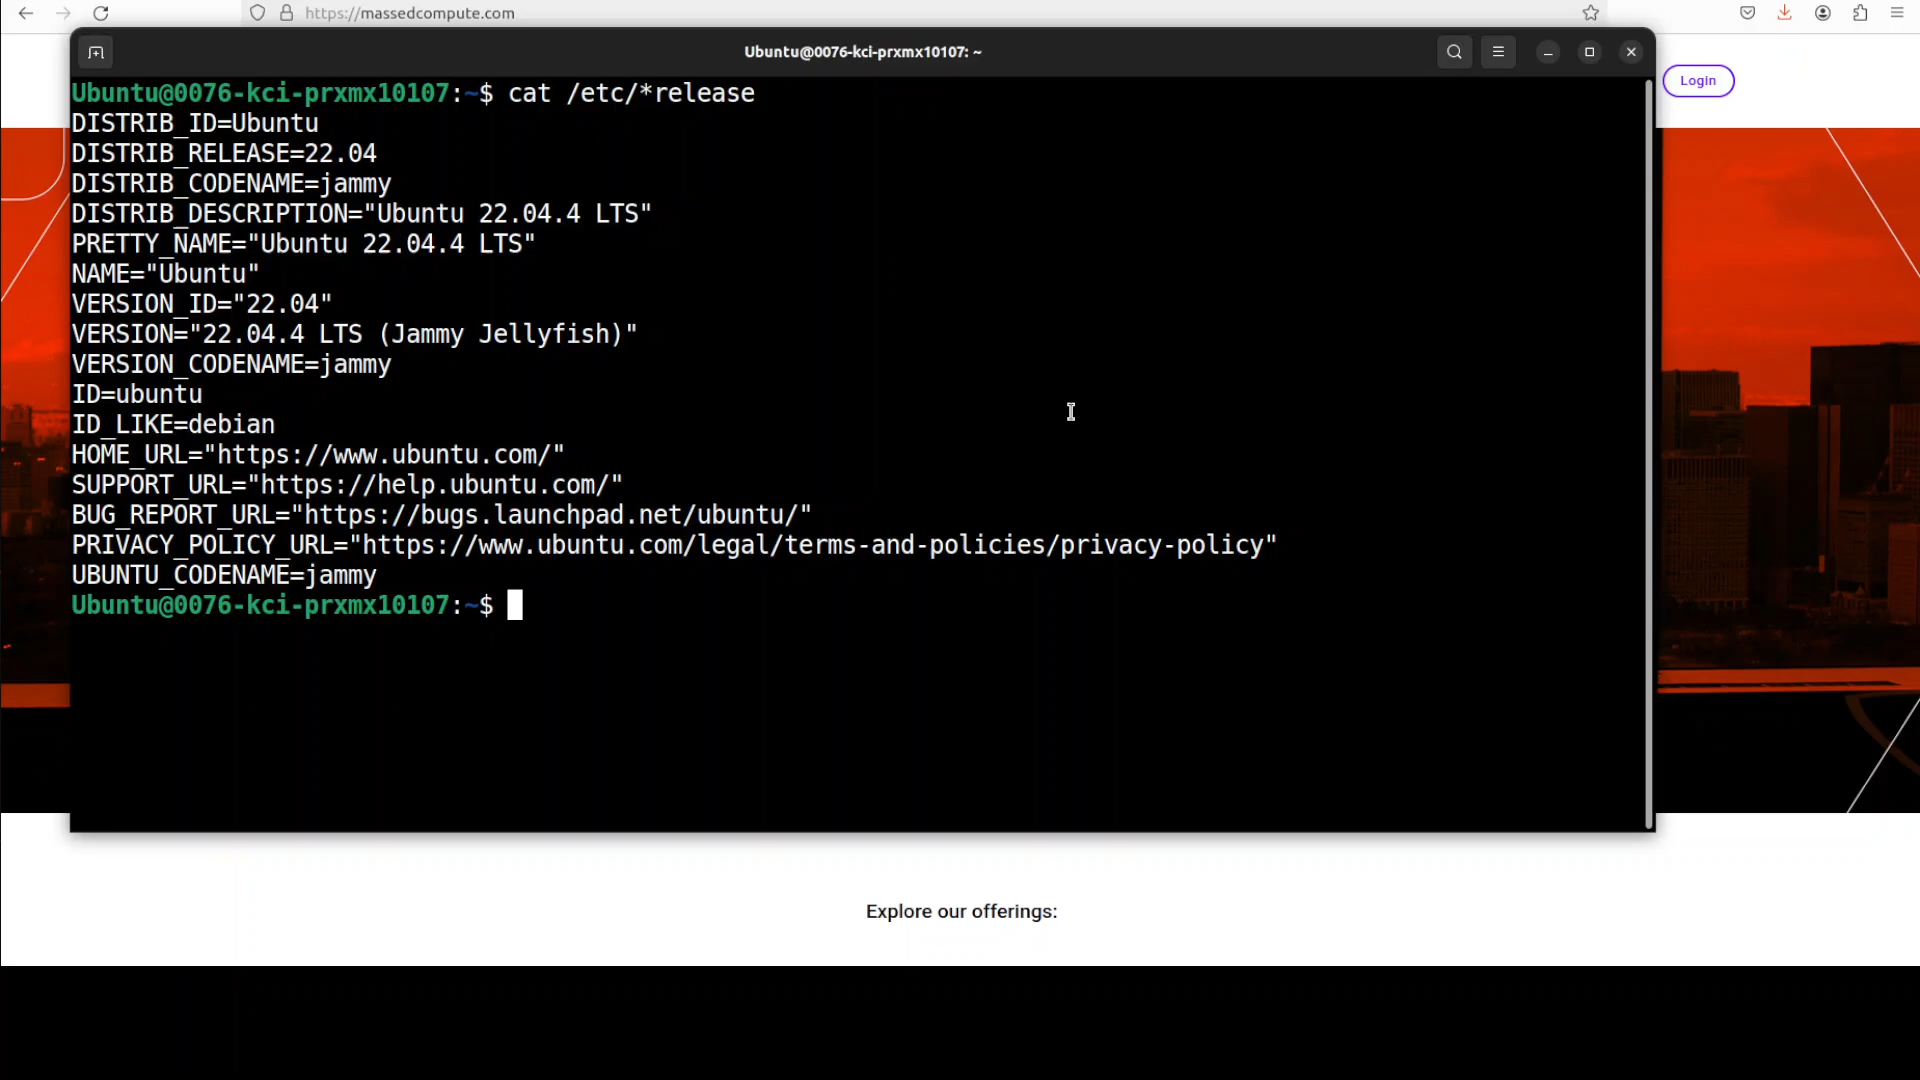 https://massedcompute.com
Ubuntu@0076-kci-prxmx10107: ~
Login
Ubuntu@0076-kci-prxmx10107:~$ cat /etc/*release
DISTRIB_ID=Ubuntu
DISTRIB_RELEASE=22.04
DISTRIB_CODENAME=jammy
DISTRIB_DESCRIPTION="Ubuntu 22.04.4 LTS"
PRETTY_NAME="Ubuntu 22.04.4 LTS"
NAME="Ubuntu"
VERSION_ID="22.04"
VERSION="22.04.4 LTS (Jammy Jellyfish)"
VERSION_CODENAME=jammy
ID=ubuntu
ID_LIKE=debian
HOME_URL="https://www.ubuntu.com/"
SUPPORT_URL="https://help.ubuntu.com/"
BUG_REPORT_URL="https://bugs.launchpad.net/ubuntu/"
PRIVACY_POLICY_URL="https://www.ubuntu.com/legal/terms-and-policies/privacy-policy"
UBUNTU_CODENAME=jammy
Ubuntu@0076-kci-prxmx10107:~$
Explore our offerings: